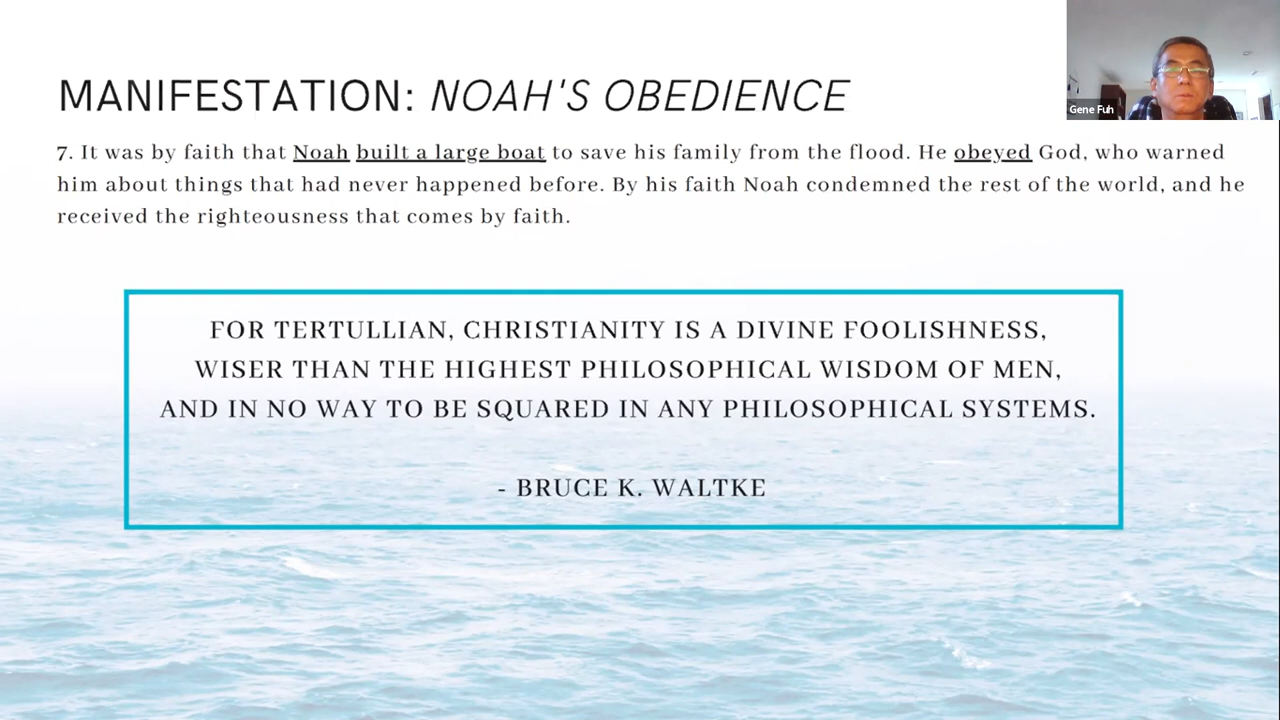 MANIFESTATION: NOAH'S OBEDIENCE
Gene Fuh
7. It was by faith that Noah built a large boat to save his family from the flood. He obeyed God, who warned
him about things that had never happened before. By his faith Noah condemned the rest of the world, and he
received the righteousness that comes by faith.
FOR TERTULLIAN, CHRISTIANITY IS A DIVINE FOOLISHNESS,
WISER THAN THE HIGHEST PHILOSOPHICAL WISDOM OF MEN,
AND IN NO WAY TO BE SQUARED IN ANY PHILOSOPHICAL SYSTEMS.
- BRUCE K. WALTKE